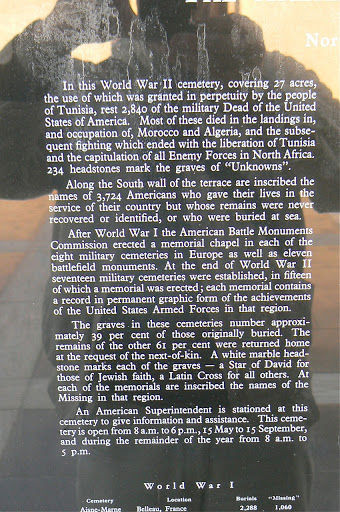 In this World War II cemetery, covering 27 acres,
the use of which was granted in perpetuity by the people
of Tunisia, rest 2,840 of the military Dead of the United
States of America. Most of these died in the landings in,
and occupation of, Morocco and Algeria, and the subse-
quent fighting which ended with the liberation of Tunisia
and the capitulation of all Enemy Forces in North Africa.
234 headstones mark the graves of "Unknowns".
Along the South wall of the terrace are inscribed the
names of 3,724 Americans who gave their lives in the
service of their country but whose remains were never
recovered or identified, or who were buried at sea.
After World War I the American Battle Monuments
Commission erected a memorial chapel in each of the
eight military cemeteries in Europe as well as eleven
battlefield monuments. At the end of World War II
seventeen military cemeteries were established, in fifteen
of which a memorial was erected; each memorial contains
a record in permanent graphic form of the achievements
of the United States Armed Forces in that region.
The graves in these cemeteries number approxi-
mately 39 per cent of those originally buried. The
remains of the other 61 per cent were returned home
at the request of the next-of-kin. A white marble head-
stone marks each of the graves — a Star of David for
those of Jewish faith, a Latin Cross for all others. At
each of the memorials are inscribed the names of the
Missing in that region.
An American Superintendent is stationed at this
cemetery to give information and assistance. This ceme-
tery is open from 8 a.m. to 6 p.m., 15 May to 15 September,
and during the remainder of the year from 8 a.m. to
5 p.m.
World War I
Cemetery Location Burials "Missing"
Aisne-Marne Belleau, France 2,288 1,060